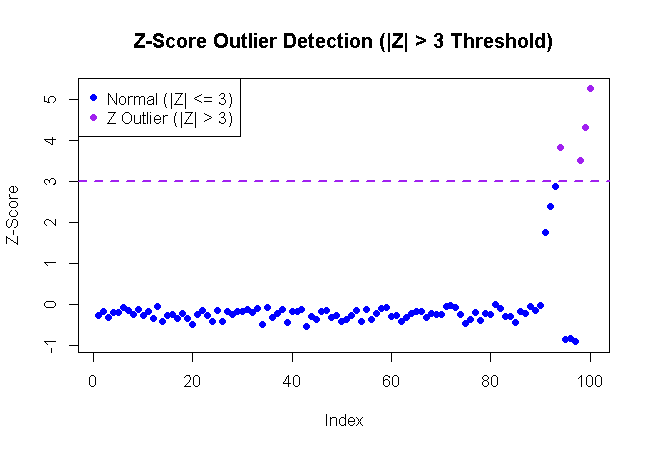 Z-Score Outlier Detection (|Z| > 3 Threshold)
Normal (|Z| <= 3)
Z Outlier (|Z| > 3)
5
4
3
2
1
0
-1
Z-Score
0
20
40
60
80
100
Index